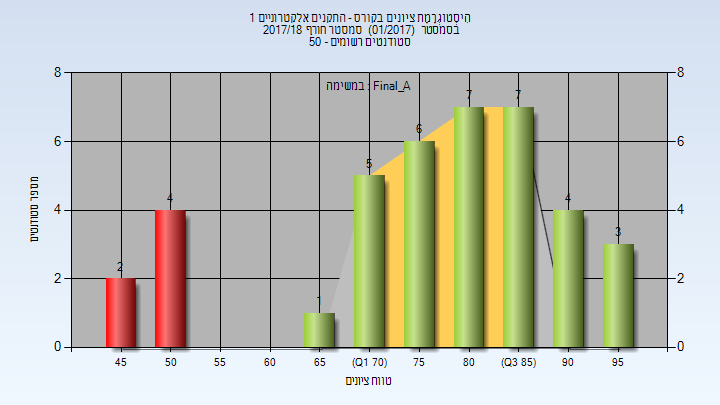 היסטוגרמת ציונים בקורס - התקנים אלקטרוניים 1
בסמסטר (01/2017) סמסטר חורף 2017/18
סטודנטים רשומים - 50
במשימה : Final_A
מספר סטודנטים
8 8
6 6
4 4
2 2
0 0
2 4 1 5 6 7 7 4 3
45 50 55 60 65 (Q1 70) 75 80 (Q3 85) 90 95
טווח ציונים